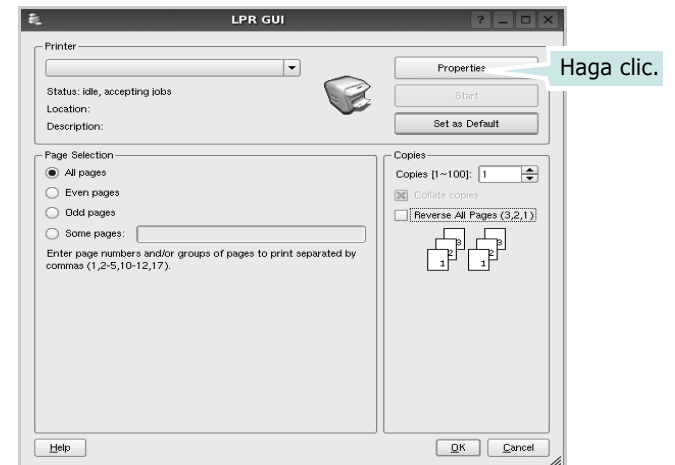 LPR GUI
Printer
Properties
Haga clic.
Status: idle, accepting jobs
Start
Location:
Description:
Set as Default
Page Selection
Copies
All pages
Copies [1~100]: 1
Even pages
Collate copies
Odd pages
Reverse All Pages (3,2,1)
Some pages:
Enter page numbers and/or groups of pages to print separated by
commas (1,2-5,10-12,17).
3 3
2 2
1 1
Help
OK
Cancel